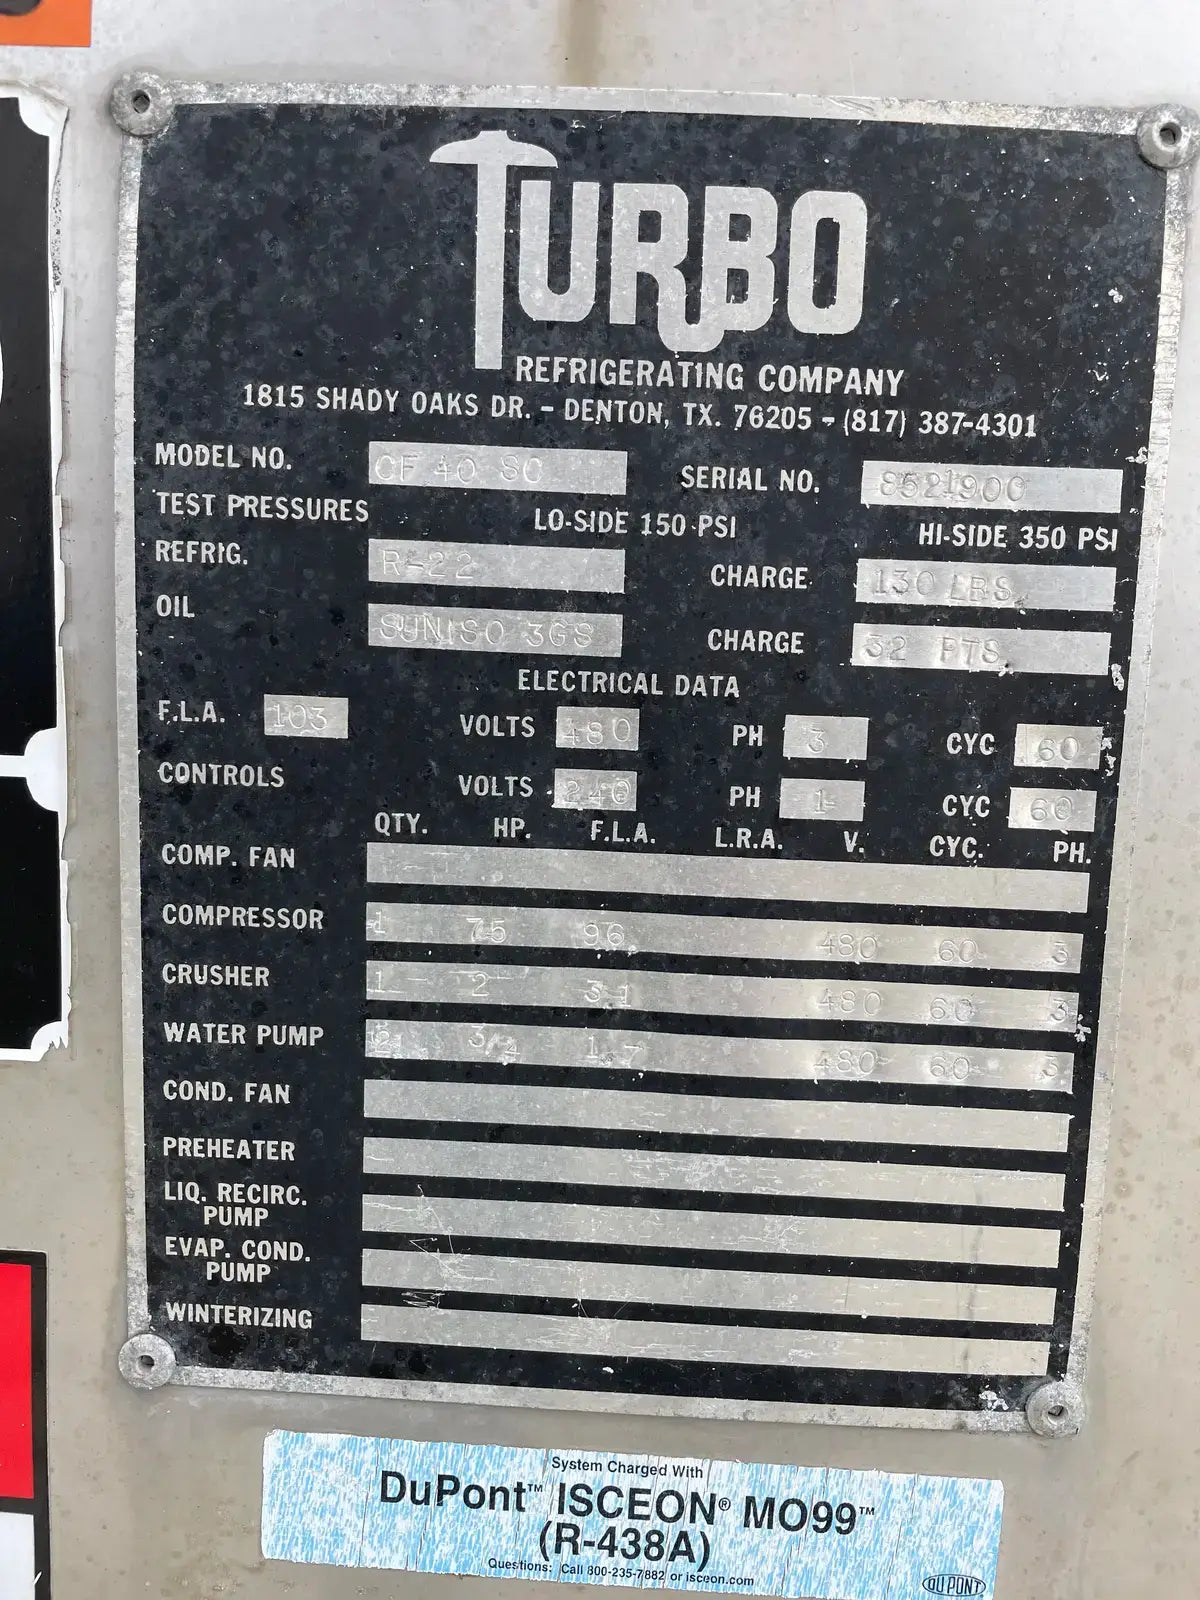 TURBO
REFRIGERATING COMPANY
1815 SHADY OAKS DR. - DENTON, TX. 76205 - (817) 387-4301
MODEL NO. CF 40 SC SERIAL NO. 8521900
TEST PRESSURES LO-SIDE 150 PSI HI-SIDE 350 PSI
REFRIG. R-22 CHARGE 130 LBS.
OIL SUNISO 3GS CHARGE 32 PTS.
ELECTRICAL DATA
F.L.A. 103 VOLTS 480 PH 3 CYC 60
CONTROLS VOLTS 240 PH 1 CYC 60
QTY. HP. F.L.A. L.R.A. V. CYC. PH.
COMP. FAN
COMPRESSOR 1 75 96 480 60 3
CRUSHER 1 2 3.1 480 60 3
WATER PUMP 2 3/4 1.7 480 60 3
COND. FAN
PREHEATER
LIQ. RECIRC.
PUMP
EVAP. COND.
PUMP
WINTERIZING
System Charged With
DuPont™ ISCEON® MO99™
(R-438A)
Questions: Call 800-235-7882 or isceon.com
DUPONT